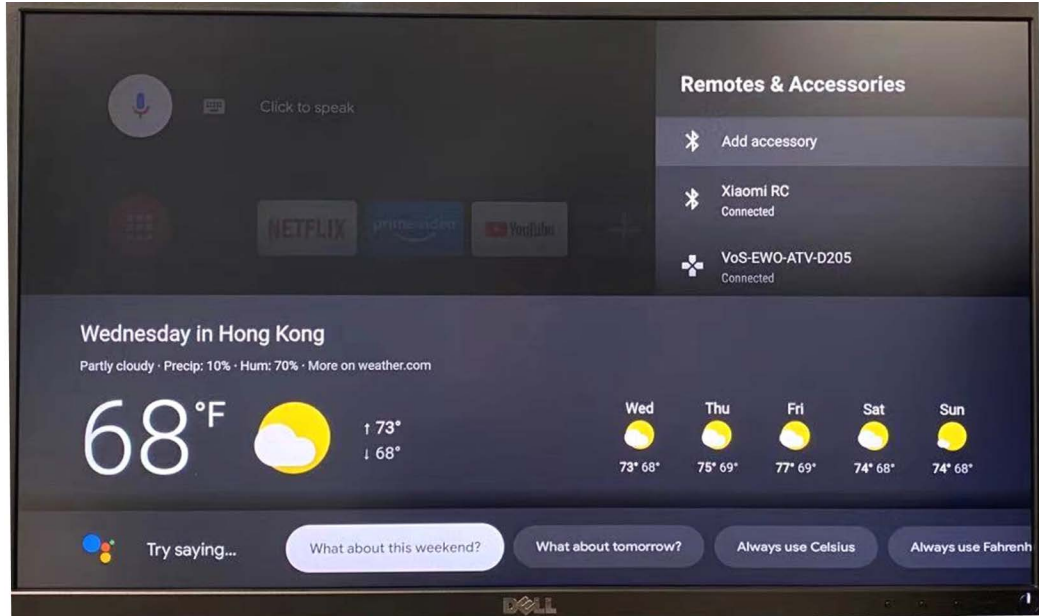 Click to speak
NETFLIX
prime video
YouTube
Remotes & Accessories
Add accessory
Xiaomi RC
Connected
VoS-EWO-ATV-D205
Connected
Wednesday in Hong Kong
Partly cloudy · Precip: 10% · Hum: 70% · More on weather.com
68 °F
↑ 73°
↓ 68°
Wed Thu Fri Sat Sun
73° 68° 75° 69° 77° 69° 74° 68° 74° 68°
Try saying... What about this weekend? What about tomorrow? Always use Celsius Always use Fahrenh
DELL